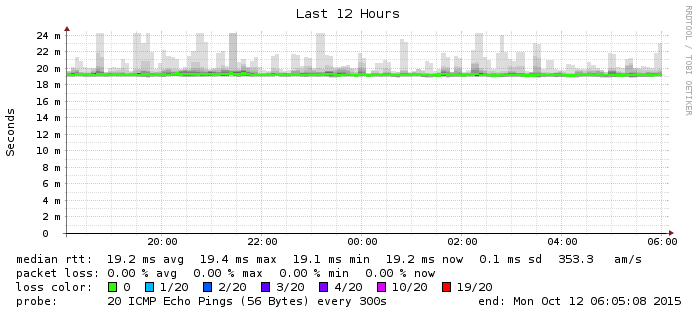 Last 12 Hours
RRDTOOL / TOBI OETIKER
Seconds
24 m
22 m
20 m
18 m
16 m
14 m
12 m
10 m
8 m
6 m
4 m
2 m
0
20:00 22:00 00:00 02:00 04:00 06:00
median rtt: 19.2 ms avg 19.4 ms max 19.1 ms min 19.2 ms now 0.1 ms sd 353.3 am/s
packet loss: 0.00 % avg 0.00 % max 0.00 % min 0.00 % now
loss color: 0 1/20 2/20 3/20 4/20 10/20 19/20
probe: 20 ICMP Echo Pings (56 Bytes) every 300s end: Mon Oct 12 06:05:08 2015